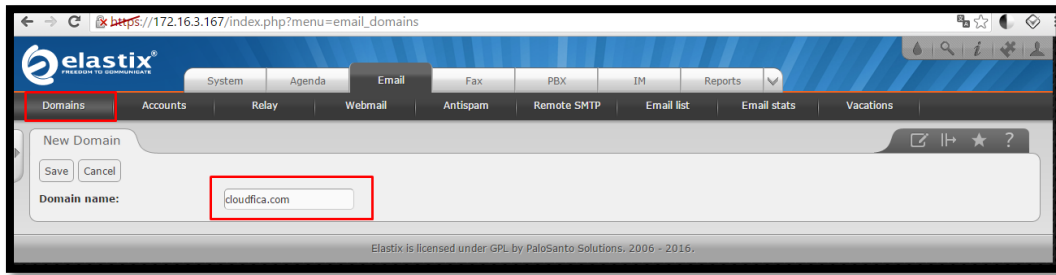 https://172.16.3.167/index.php?menu=email_domains
elastix®
FREEDOM TO COMMUNICATE
System Agenda Email Fax PBX IM Reports
Domains Accounts Relay Webmail Antispam Remote SMTP Email list Email stats Vacations
New Domain
Save Cancel
Domain name: cloudfica.com
Elastix is licensed under GPL by PaloSanto Solutions. 2006 - 2016.